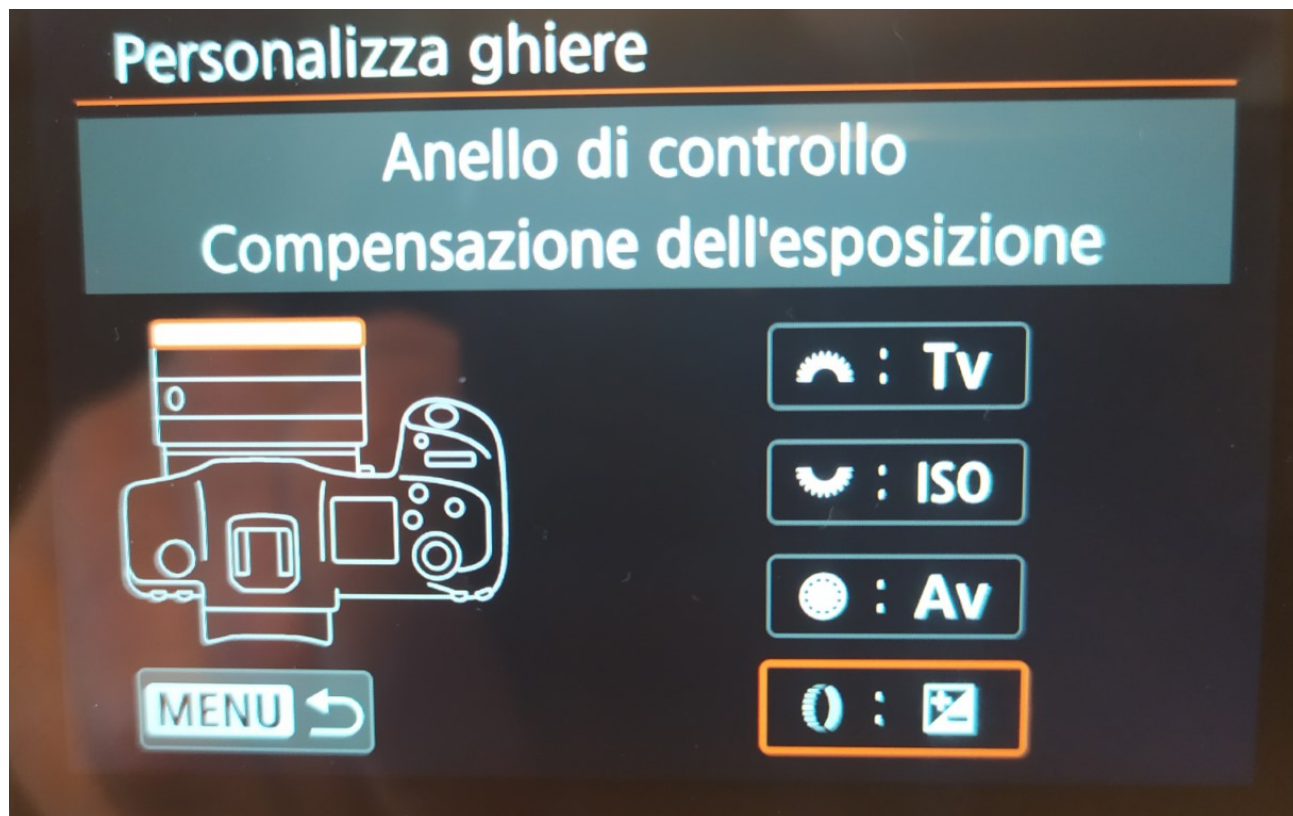 Personalizza ghiere
Anello di controllo
Compensazione dell'esposizione
: Tv
: ISO
: Av
:
MENU